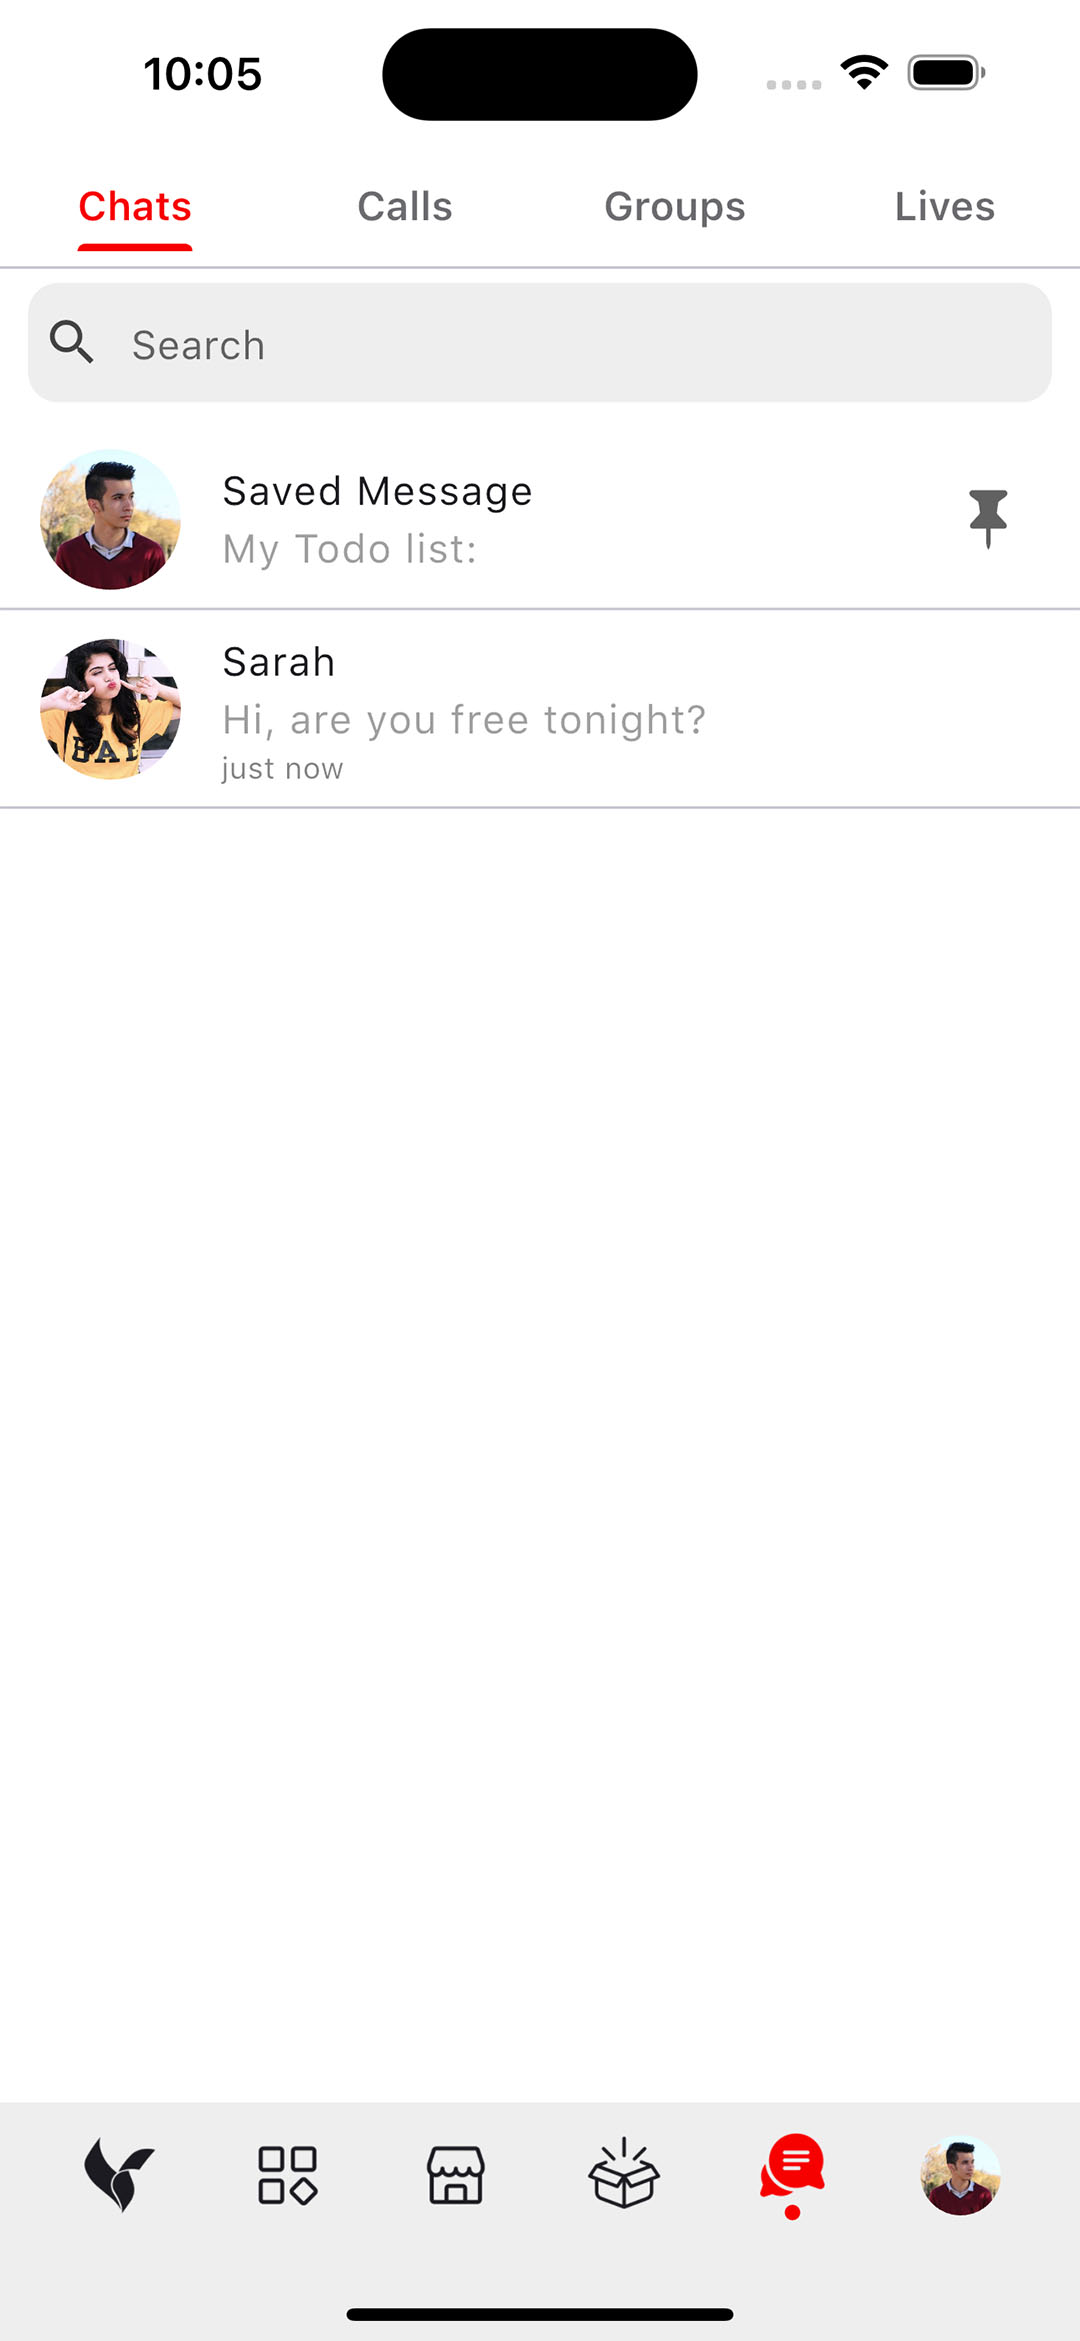 10:05
Chats Calls Groups Lives
Search
Saved Message
My Todo list:
Sarah
Hi, are you free tonight?
just now